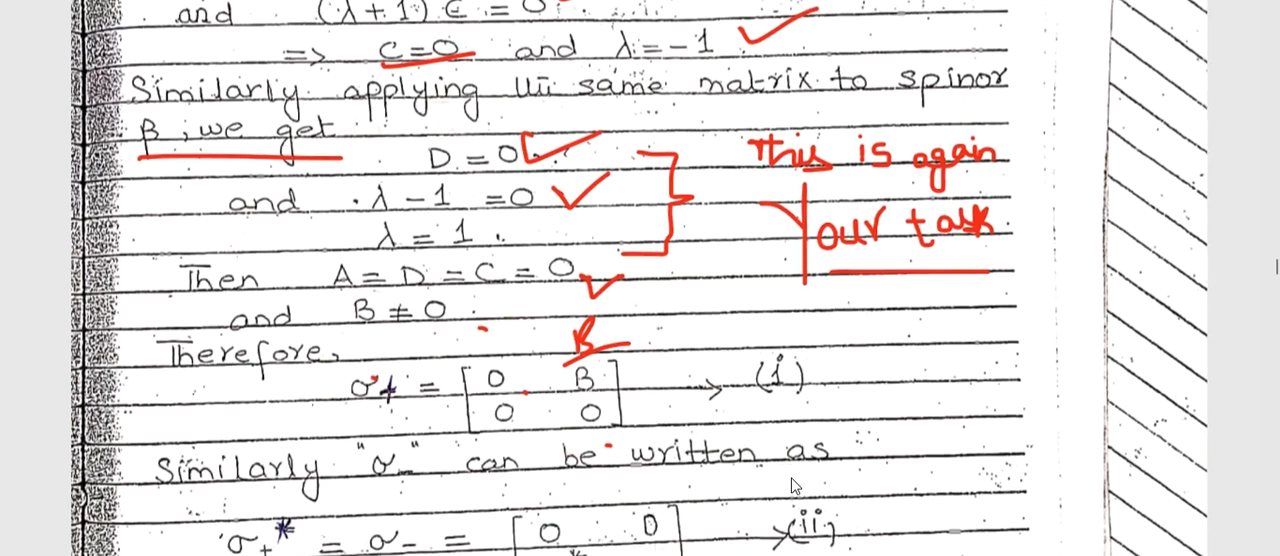 and (λ+1) C = 0
=> C=0 and λ=-1
Similarly applying the same matrix to spinor
β, we get
D = 0
and λ - 1 = 0
λ = 1.
This is again
Your task
Then A = D = C = 0
and B ≠ 0
Therefore,
B
σ+ = [ 0 B
0 0 ] → (i)
Similarly "σ-" can be written as
σ+* = σ- = [ 0 0 ] → (ii)